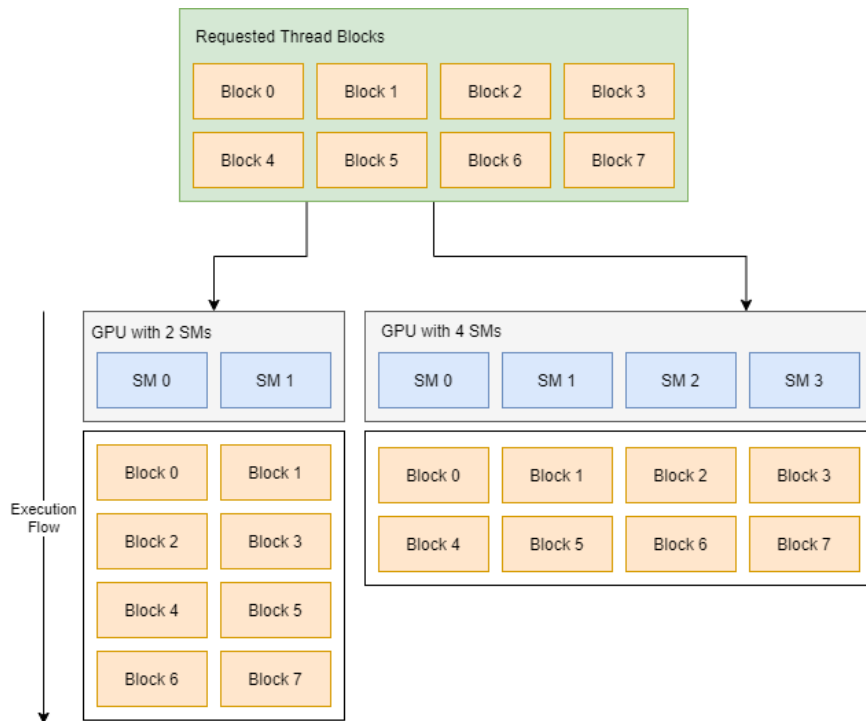 Requested Thread Blocks
Block 0 Block 1 Block 2 Block 3
Block 4 Block 5 Block 6 Block 7
Execution
Flow
GPU with 2 SMs
SM 0 SM 1
Block 0 Block 1
Block 2 Block 3
Block 4 Block 5
Block 6 Block 7
GPU with 4 SMs
SM 0 SM 1 SM 2 SM 3
Block 0 Block 1 Block 2 Block 3
Block 4 Block 5 Block 6 Block 7